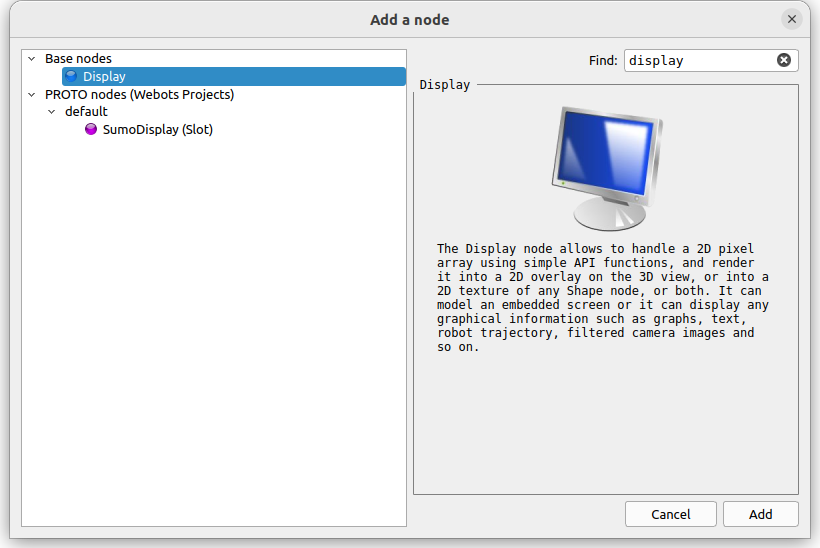 Add a node
Base nodes
Display
PROTO nodes (Webots Projects)
default
SumoDisplay (Slot)
Find: display
Display
The Display node allows to handle a 2D pixel
array using simple API functions, and render
it into a 2D overlay on the 3D view, or into a
2D texture of any Shape node, or both. It can
model an embedded screen or it can display any
graphical information such as graphs, text,
robot trajectory, filtered camera images and
so on.
Cancel
Add